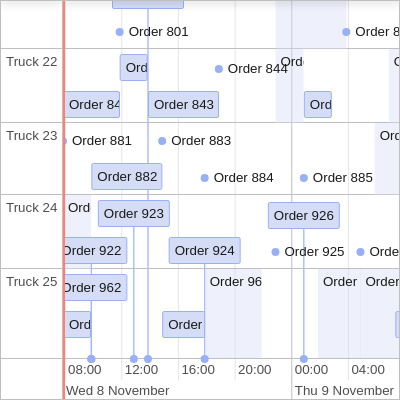 Order 801
Order 8
Truck 22
Ord
Order 844
Ord
Order 84
Order 843
Ord
Truck 23
Order 881
Order 883
Ord
Order 882
Order 884
Order 885
Truck 24
Ord
Order 923
Order 926
Order 922
Order 924
Order 925
Orde
Truck 25
Order 962
Order 96
Order
Order
Ord
Order
08:00
12:00
16:00
20:00
00:00
04:00
Wed 8 November
Thu 9 November